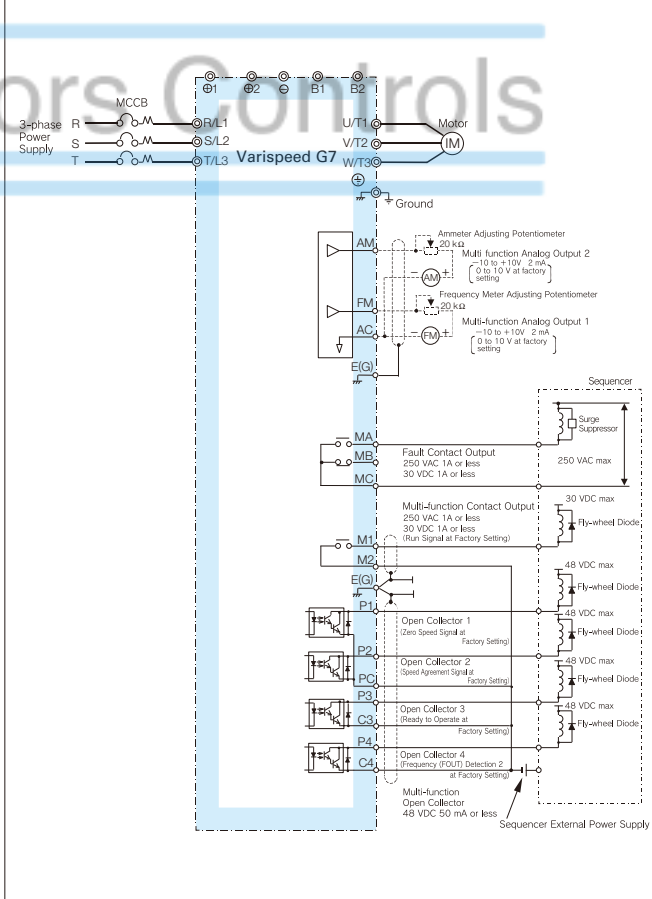 ors Controls
⊕1 ⊕2 ⊖ B1 B2
MCCB
3-phase
Power
Supply
R
S
T
R/L1
S/L2
T/L3
Varispeed G7
U/T1
V/T2
W/T3
Motor
IM
Ground
AM
Ammeter Adjusting Potentiometer
20 kΩ
Multi function Analog Output 2
−10 to +10V 2 mA
0 to 10 V at factory
setting
− AM +
FM
Frequency Meter Adjusting Potentiometer
20 kΩ
Multi-function Analog Output 1
−10 to +10V 2 mA
0 to 10 V at factory
setting
AC
− FM +
E(G)
Sequencer
Surge
Suppressor
250 VAC max
MA
MB
MC
Fault Contact Output
250 VAC 1A or less
30 VDC 1A or less
30 VDC max
Fly-wheel Diode
Multi-function Contact Output
250 VAC 1A or less
30 VDC 1A or less
(Run Signal at Factory Setting)
M1
M2
E(G)
48 VDC max
Fly-wheel Diode
P1
Open Collector 1
(Zero Speed Signal at
Factory Setting)
48 VDC max
Fly-wheel Diode
P2
Open Collector 2
(Speed Agreement Signal at
Factory Setting)
PC
48 VDC max
Fly-wheel Diode
P3
Open Collector 3
(Ready to Operate at
Factory Setting)
C3
48 VDC max
Fly-wheel Diode
P4
Open Collector 4
(Frequency (FOUT) Detection 2
at Factory Setting)
C4
Multi-function
Open Collector
48 VDC 50 mA or less
Sequencer External Power Supply